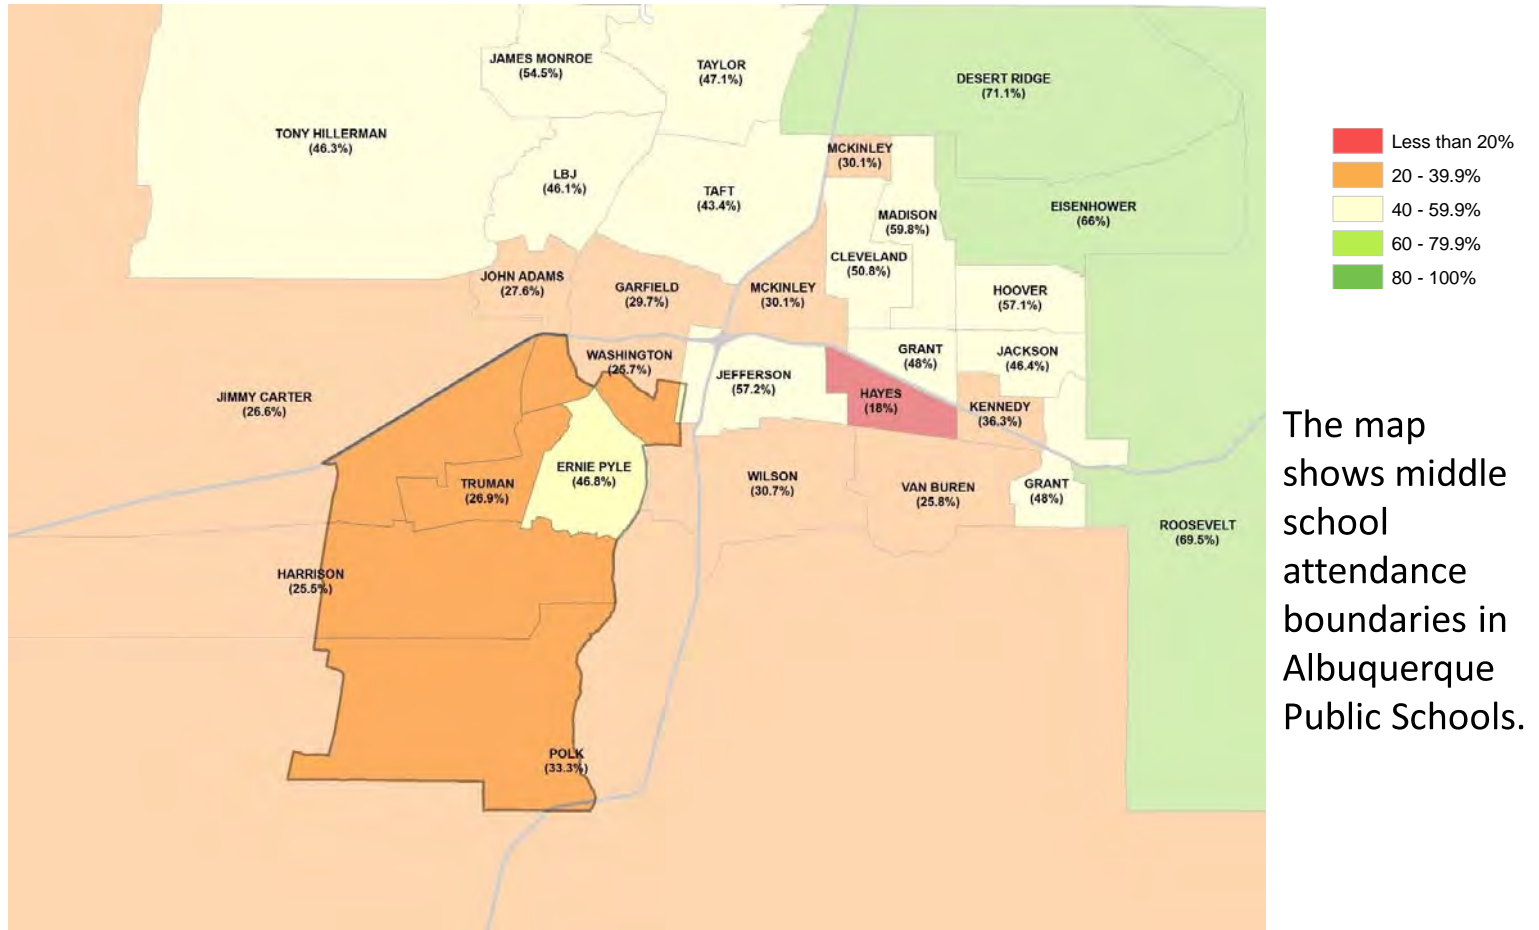 JAMES MONROE
(54.5%)
TAYLOR
(47.1%)
DESERT RIDGE
(71.1%)
TONY HILLERMAN
(46.3%)
MCKINLEY
(30.1%)
LBJ
(46.1%)
TAFT
(43.4%)
MADISON
(59.8%)
EISENHOWER
(66%)
CLEVELAND
(50.8%)
JOHN ADAMS
(27.6%)
GARFIELD
(29.7%)
MCKINLEY
(30.1%)
HOOVER
(57.1%)
WASHINGTON
(25.7%)
JEFFERSON
(57.2%)
GRANT
(48%)
JACKSON
(46.4%)
JIMMY CARTER
(26.6%)
HAYES
(18%)
KENNEDY
(36.3%)
ERNIE PYLE
(46.8%)
TRUMAN
(26.9%)
WILSON
(30.7%)
VAN BUREN
(25.8%)
GRANT
(48%)
ROOSEVELT
(69.5%)
HARRISON
(25.5%)
POLK
(33.3%)
Less than 20%
20 - 39.9%
40 - 59.9%
60 - 79.9%
80 - 100%
The map
shows middle
school
attendance
boundaries in
Albuquerque
Public Schools.